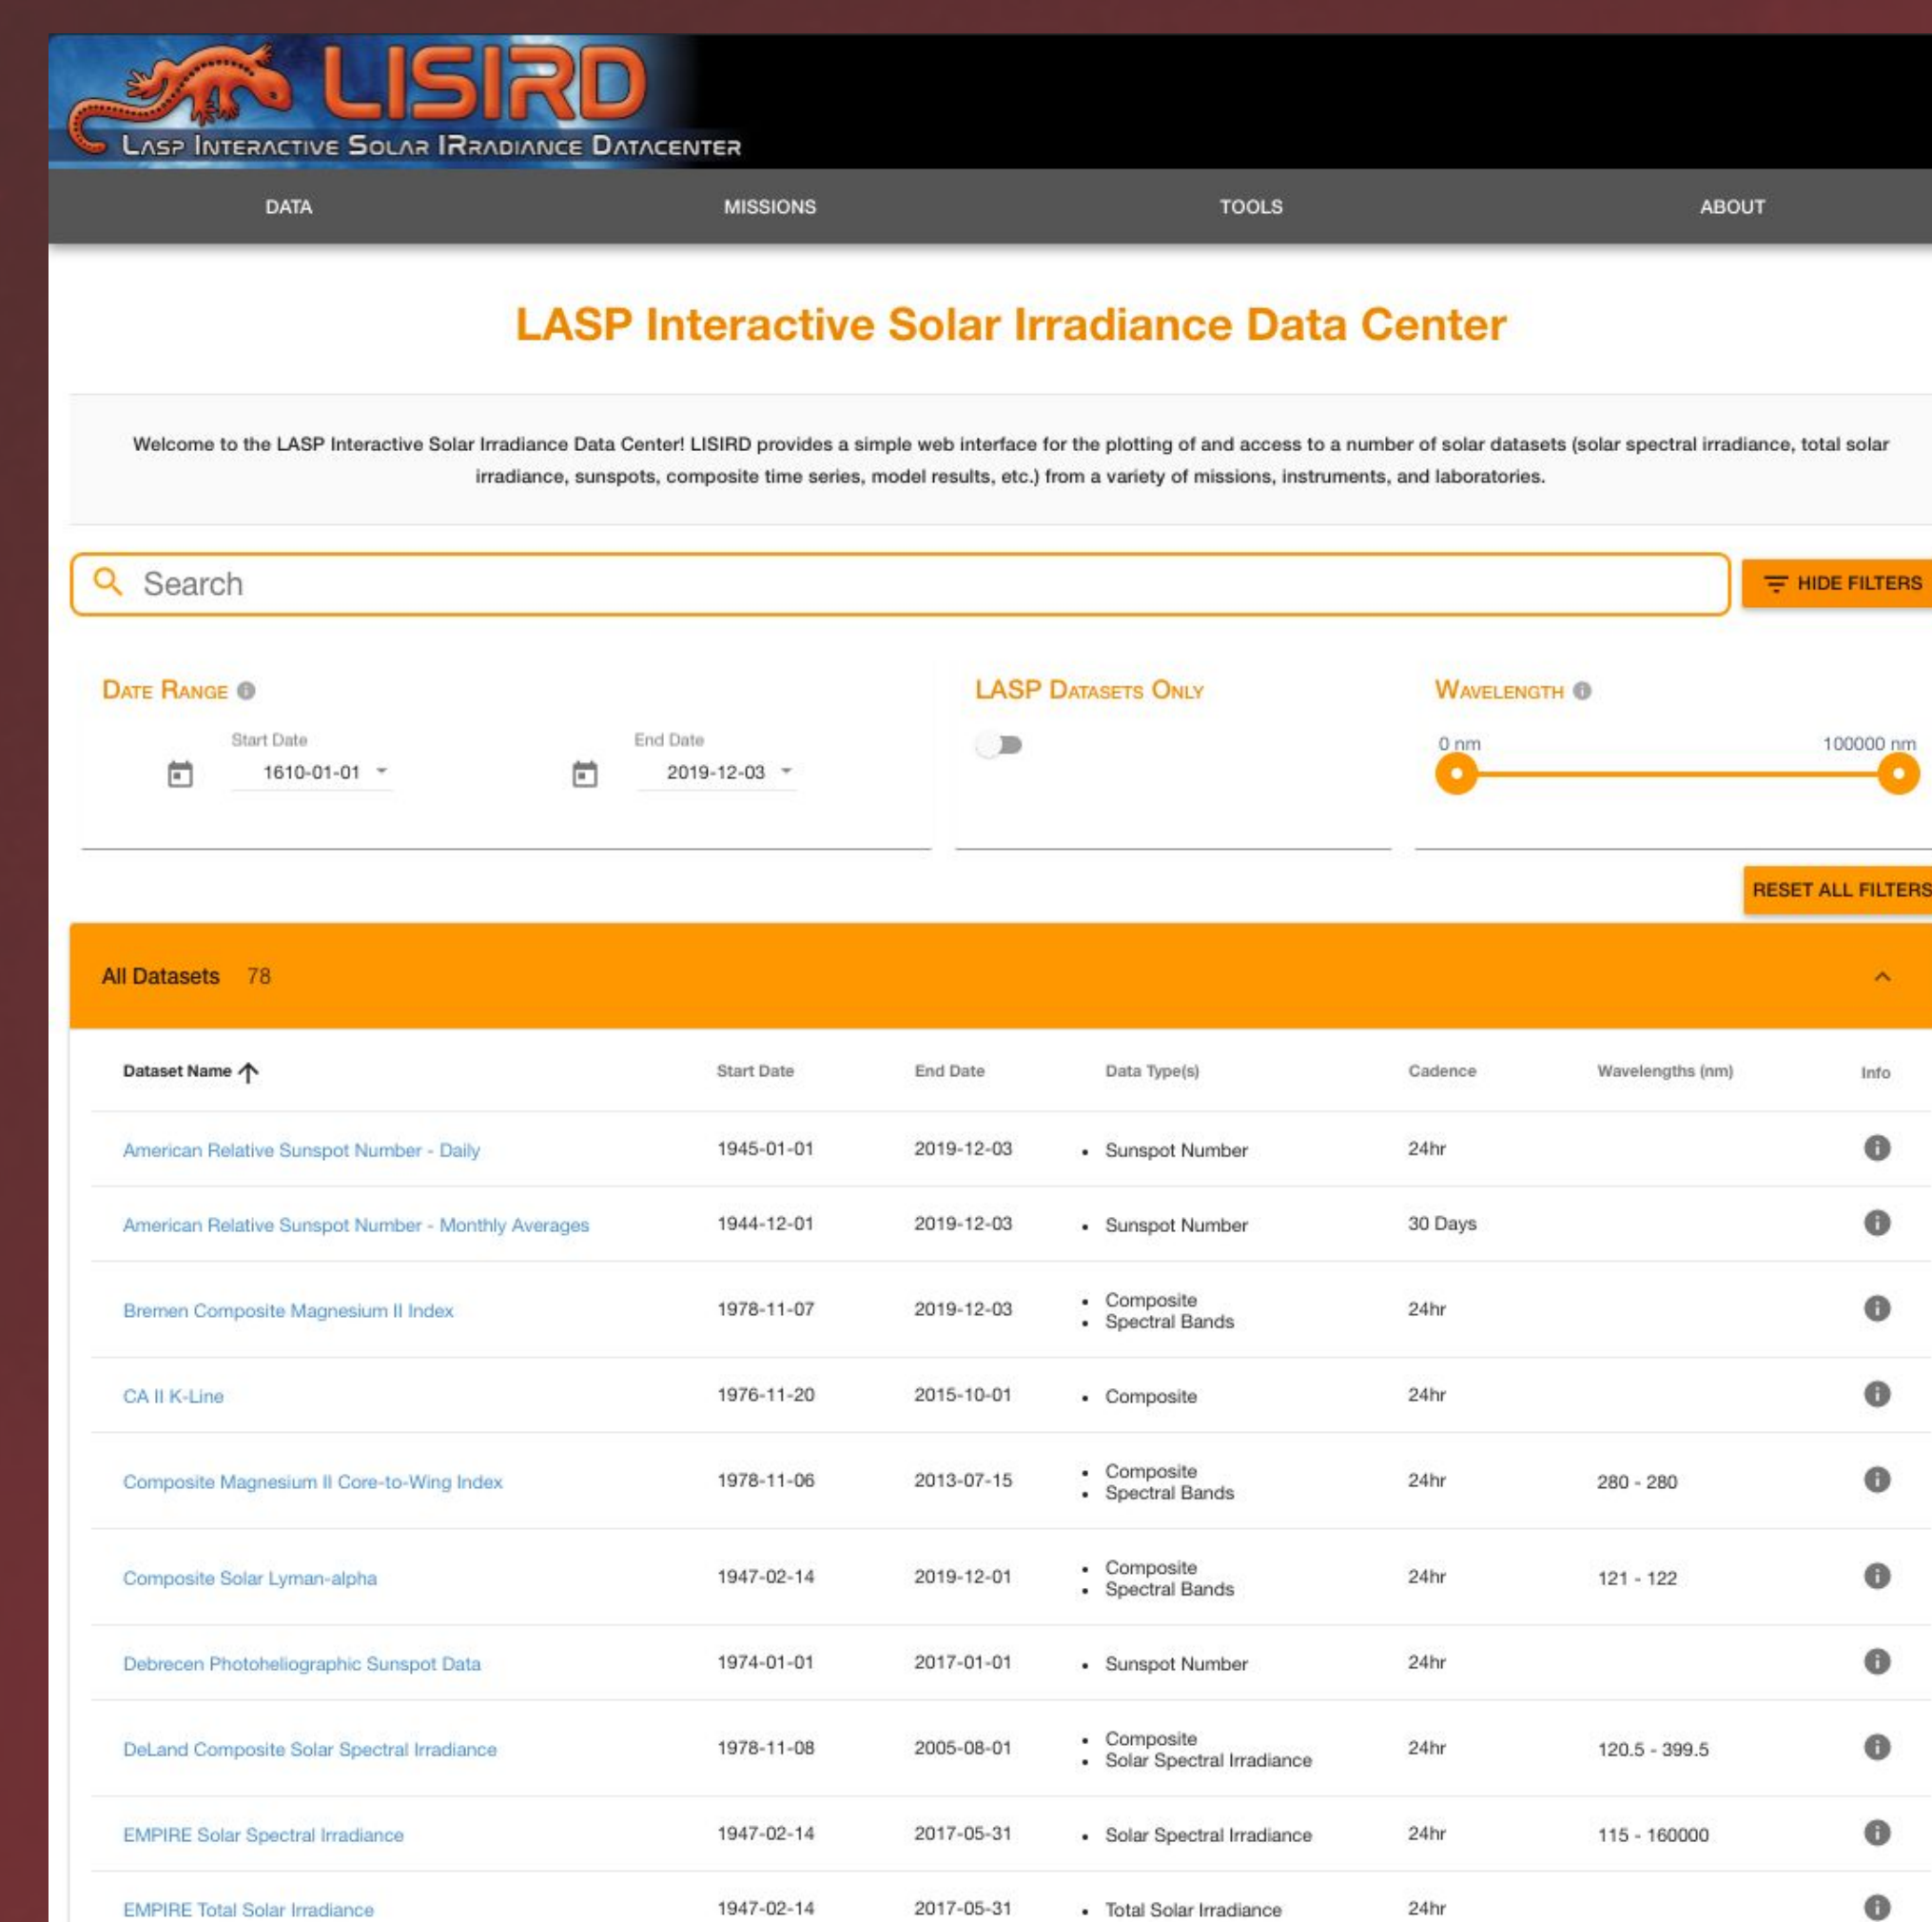 LISIRD
LASP INTERACTIVE SOLAR IRRADIANCE DATACENTER
DATA MISSIONS TOOLS ABOUT
LASP Interactive Solar Irradiance Data Center
Welcome to the LASP Interactive Solar Irradiance Data Center! LISIRD provides a simple web interface for the plotting of and access to a number of solar datasets (solar spectral irradiance, total solar
irradiance, sunspots, composite time series, model results, etc.) from a variety of missions, instruments, and laboratories.
Search HIDE FILTERS
DATE RANGE LASP DATASETS ONLY WAVELENGTH
Start Date End Date 0 nm 100000 nm
1610-01-01 2019-12-03
RESET ALL FILTERS
All Datasets 78
Dataset Name Start Date End Date Data Type(s) Cadence Wavelengths (nm) Info
American Relative Sunspot Number - Daily 1945-01-01 2019-12-03 • Sunspot Number 24hr
American Relative Sunspot Number - Monthly Averages 1944-12-01 2019-12-03 • Sunspot Number 30 Days
Bremen Composite Magnesium II Index 1978-11-07 2019-12-03 • Composite 24hr
• Spectral Bands
CA II K-Line 1976-11-20 2015-10-01 • Composite 24hr
Composite Magnesium II Core-to-Wing Index 1978-11-06 2013-07-15 • Composite 24hr 280 - 280
• Spectral Bands
Composite Solar Lyman-alpha 1947-02-14 2019-12-01 • Composite 24hr 121 - 122
• Spectral Bands
Debrecen Photoheliographic Sunspot Data 1974-01-01 2017-01-01 • Sunspot Number 24hr
DeLand Composite Solar Spectral Irradiance 1978-11-08 2005-08-01 • Composite 24hr 120.5 - 399.5
• Solar Spectral Irradiance
EMPIRE Solar Spectral Irradiance 1947-02-14 2017-05-31 • Solar Spectral Irradiance 24hr 115 - 160000
EMPIRE Total Solar Irradiance 1947-02-14 2017-05-31 • Total Solar Irradiance 24hr